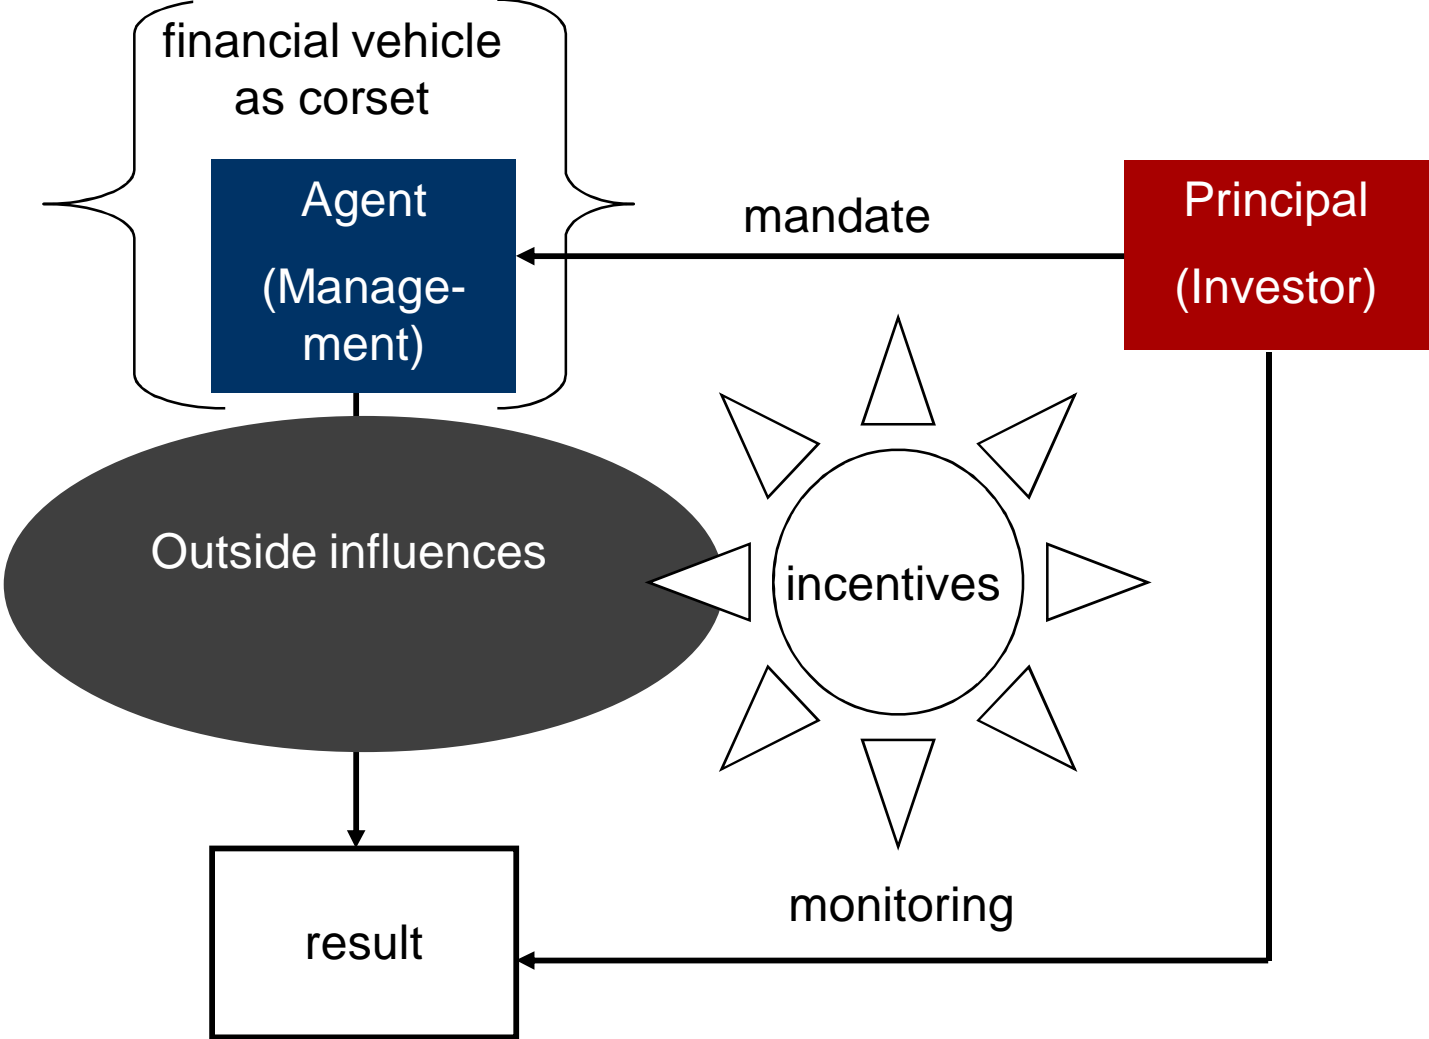 financial vehicle
as corset
Agent
(Manage-
ment)
mandate
Principal
(Investor)
Outside influences
incentives
monitoring
result